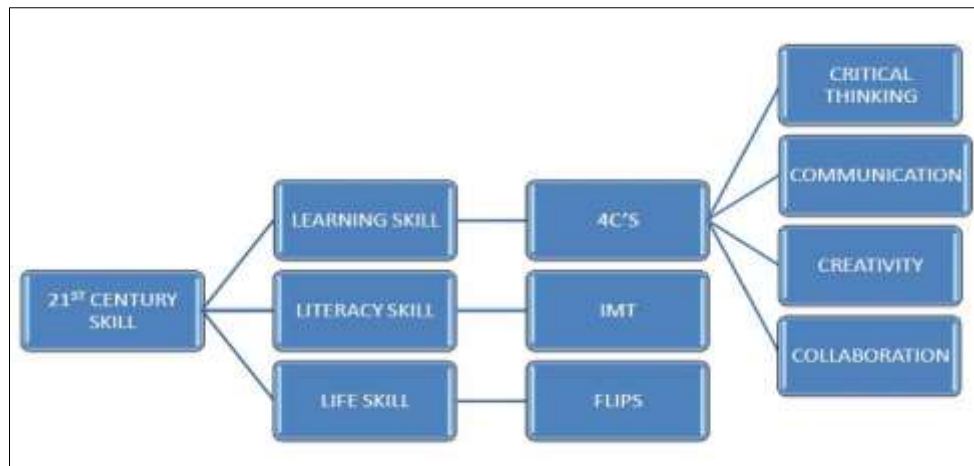 21ST CENTURY
SKILL
LEARNING SKILL
LITERACY SKILL
LIFE SKILL
4C'S
IMT
FLIPS
CRITICAL
THINKING
COMMUNICATION
CREATIVITY
COLLABORATION